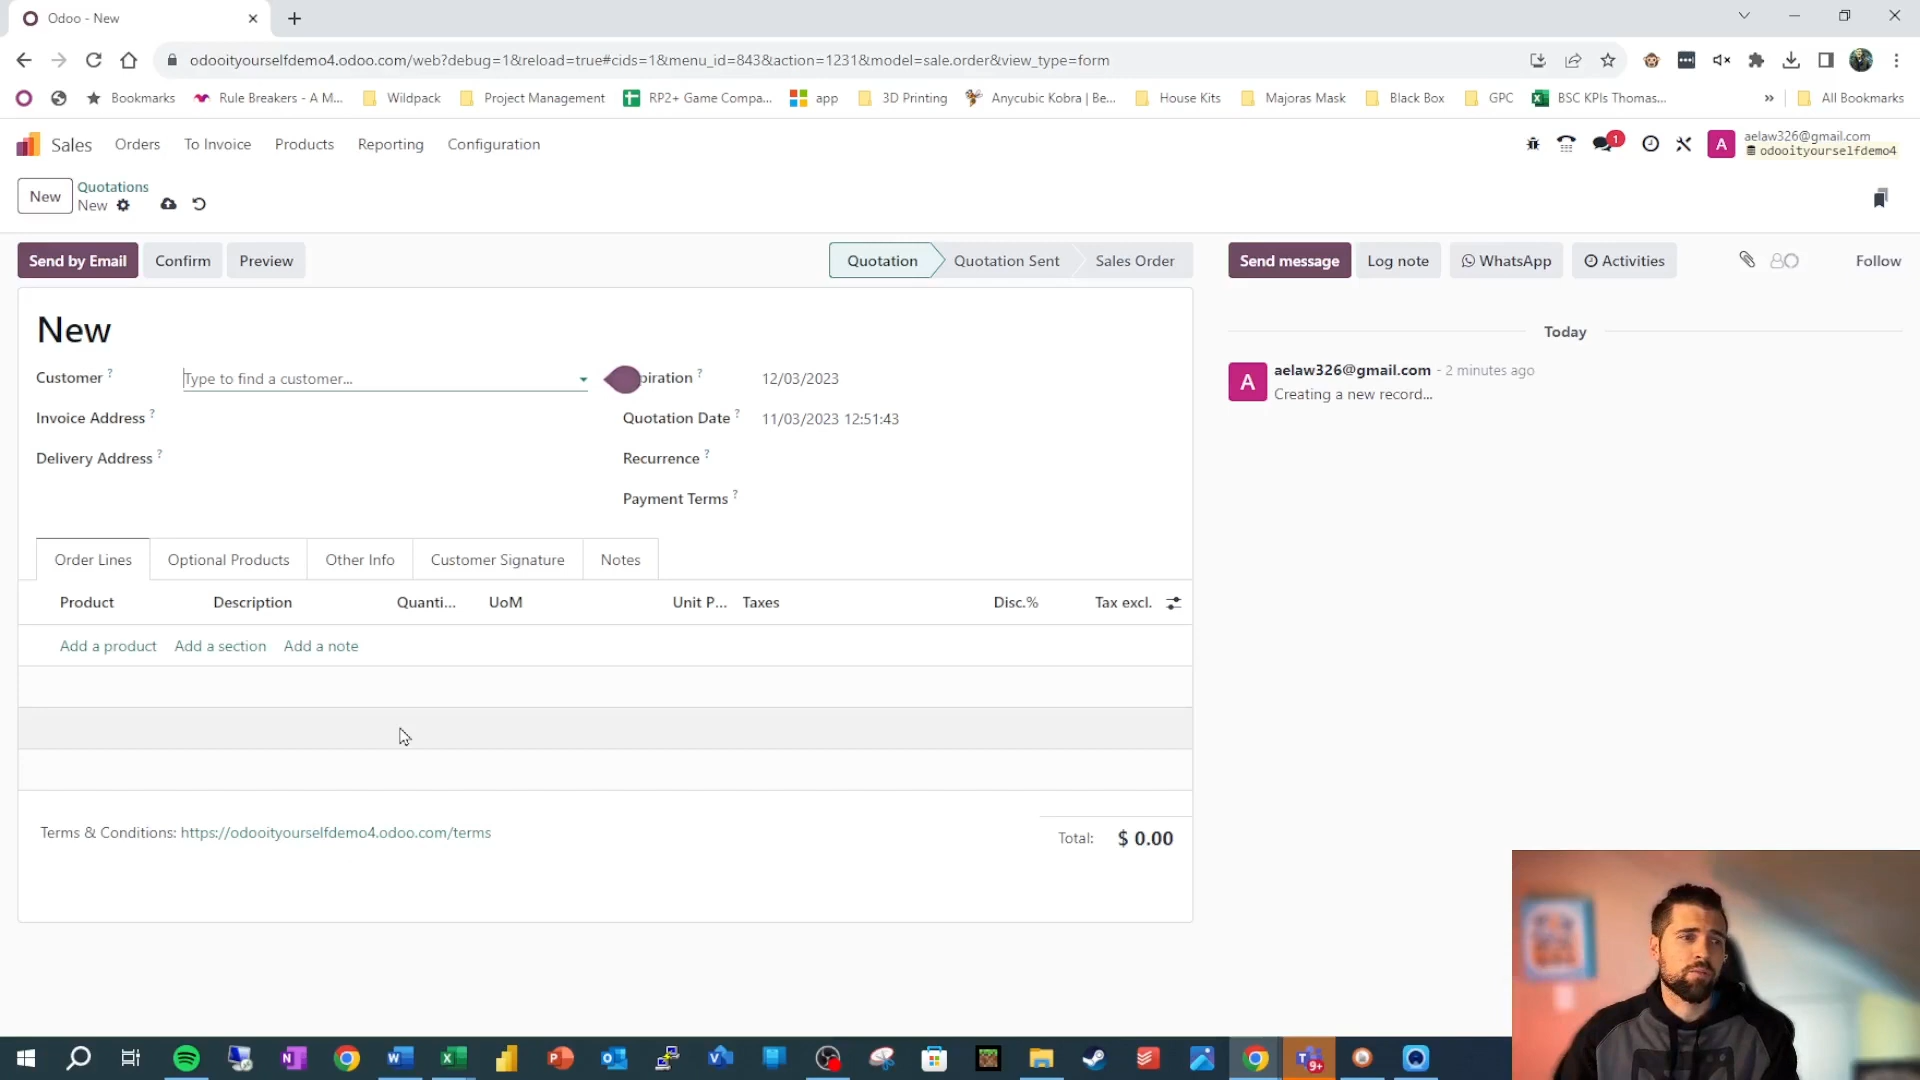 Odoo - New
odooityourselfdemo4.odoo.com/web?debug=1&reload=true#cids=1&menu_id=843&action=1231&model=sale.order&view_type=form
Bookmarks Rule Breakers - A M... Wildpack Project Management RP2+ Game Compa... app 3D Printing Anycubic Kobra | Be... House Kits Majoras Mask Black Box GPC BSC KPIs Thomas... » All Bookmarks
Sales Orders To Invoice Products Reporting Configuration 1 A aelaw326@gmail.com
odooityourselfdemo4
New Quotations
New
Send by Email Confirm Preview Quotation Quotation Sent Sales Order Send message Log note WhatsApp Activities Follow
New
Today
Customer ? Type to find a customer... piration ? 12/03/2023
A aelaw326@gmail.com - 2 minutes ago
Creating a new record...
Invoice Address ? Quotation Date ? 11/03/2023 12:51:43
Delivery Address ? Recurrence ?
Payment Terms ?
Order Lines Optional Products Other Info Customer Signature Notes
Product Description Quanti... UoM Unit P... Taxes Disc.% Tax excl.
Add a product Add a section Add a note
Terms & Conditions: https://odooityourselfdemo4.odoo.com/terms
Total: $ 0.00
9+